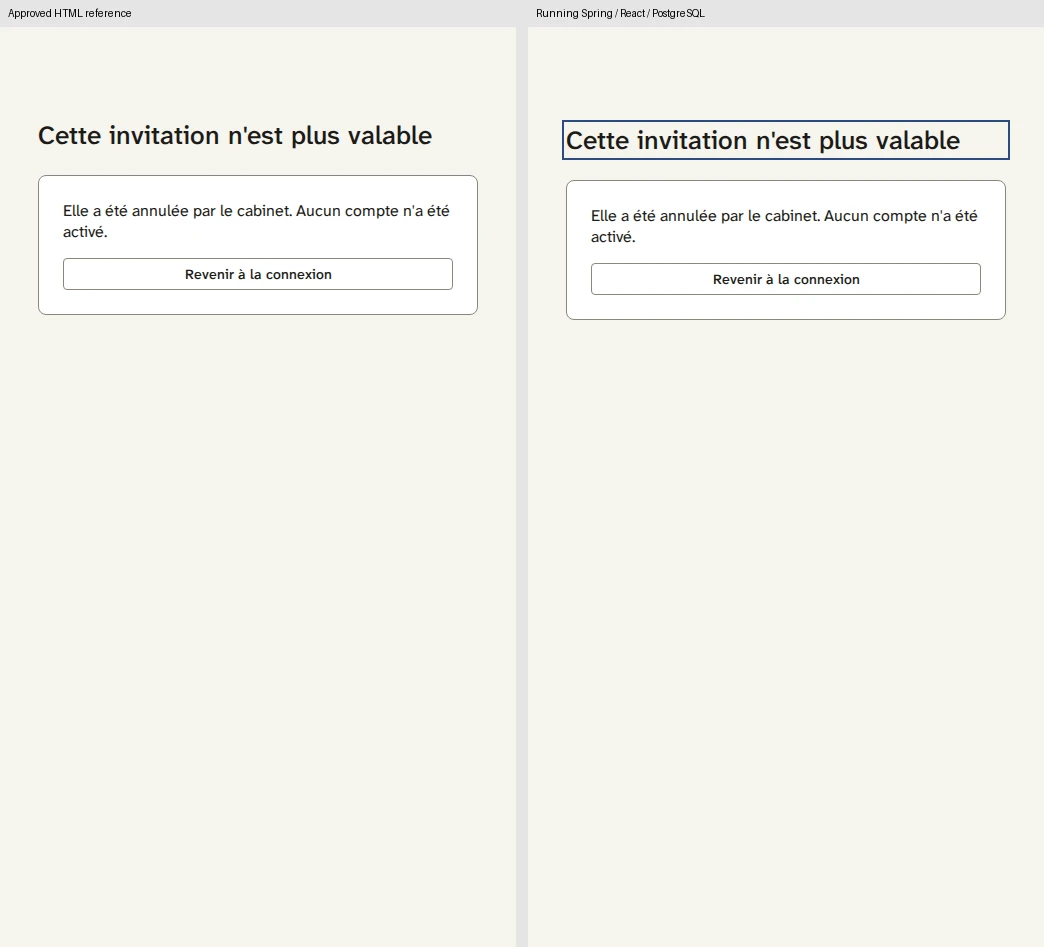 Approved HTML reference
Running Spring / React / PostgreSQL
Cette invitation n'est plus valable
Elle a été annulée par le cabinet. Aucun compte n'a été
activé.
Revenir à la connexion
Cette invitation n'est plus valable
Elle a été annulée par le cabinet. Aucun compte n'a été
activé.
Revenir à la connexion